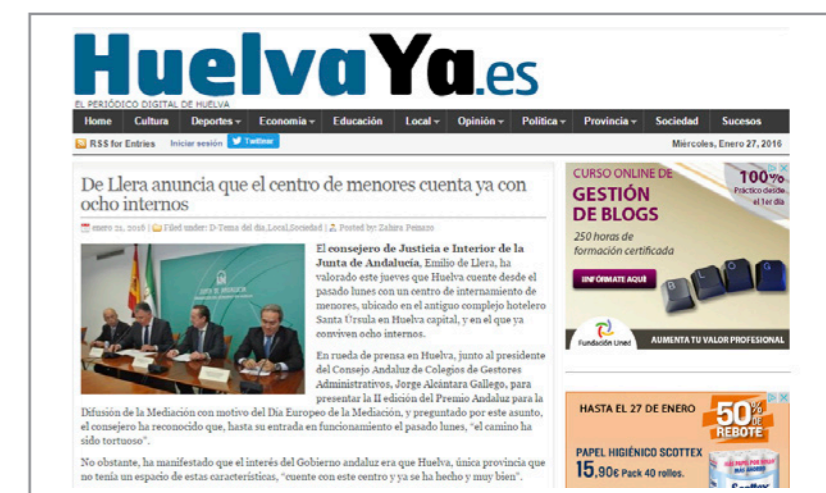 HuelvaYa.es
EL PERIÓDICO DIGITAL DE HUELVA
Home Cultura Deportes Economía Educación Local Opinión Política Provincia Sociedad Sucesos
RSS for Entries Iniciar sesión Twittear Miércoles, Enero 27, 2016
De Llera anuncia que el centro de menores cuenta ya con
ocho internos
enero 21, 2016 | Filed under: D-Tema del día,Local,Sociedad | Posted by: Zahira Peinazo
El consejero de Justicia e Interior de la
Junta de Andalucía, Emilio de Llera, ha
valorado este jueves que Huelva cuente desde el
pasado lunes con un centro de internamiento de
menores, ubicado en el antiguo complejo hotelero
Santa Úrsula en Huelva capital, y en el que ya
conviven ocho internos.
En rueda de prensa en Huelva, junto al presidente
del Consejo Andaluz de Colegios de Gestores
Administrativos, Jorge Alcántara Gallego, para
presentar la II edición del Premio Andaluz para la
Difusión de la Mediación con motivo del Día Europeo de la Mediación, y preguntado por este asunto,
el consejero ha reconocido que, hasta su entrada en funcionamiento el pasado lunes, "el camino ha
sido tortuoso".
No obstante, ha manifestado que el interés del Gobierno andaluz era que Huelva, única provincia que
no tenía un espacio de estas características, "cuente con este centro y ya se ha hecho y muy bien".
CURSO ONLINE DE
GESTIÓN
DE BLOGS
100%
Práctico desde
el 1er día
250 horas de
formación certificada
INFÓRMATE AQUÍ
B L O G
Fundación Uned
AUMENTA TU VALOR PROFESIONAL
HASTA EL 27 DE ENERO
50% DE
REBOTE
PAPEL HIGIÉNICO SCOTTEX
15,90€ Pack 40 rollos.
Scottex